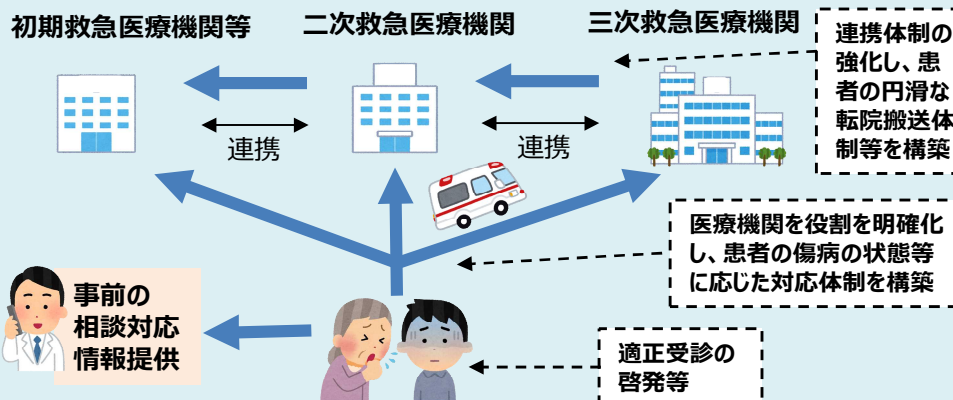 初期救急医療機関等
二次救急医療機関
三次救急医療機関
連携体制の
強化し、患
者の円滑な
転院搬送体
制等を構築
連携
連携
医療機関を役割を明確化
し、患者の傷病の状態等
に応じた対応体制を構築
事前の
相談対応
情報提供
適正受診の
啓発等